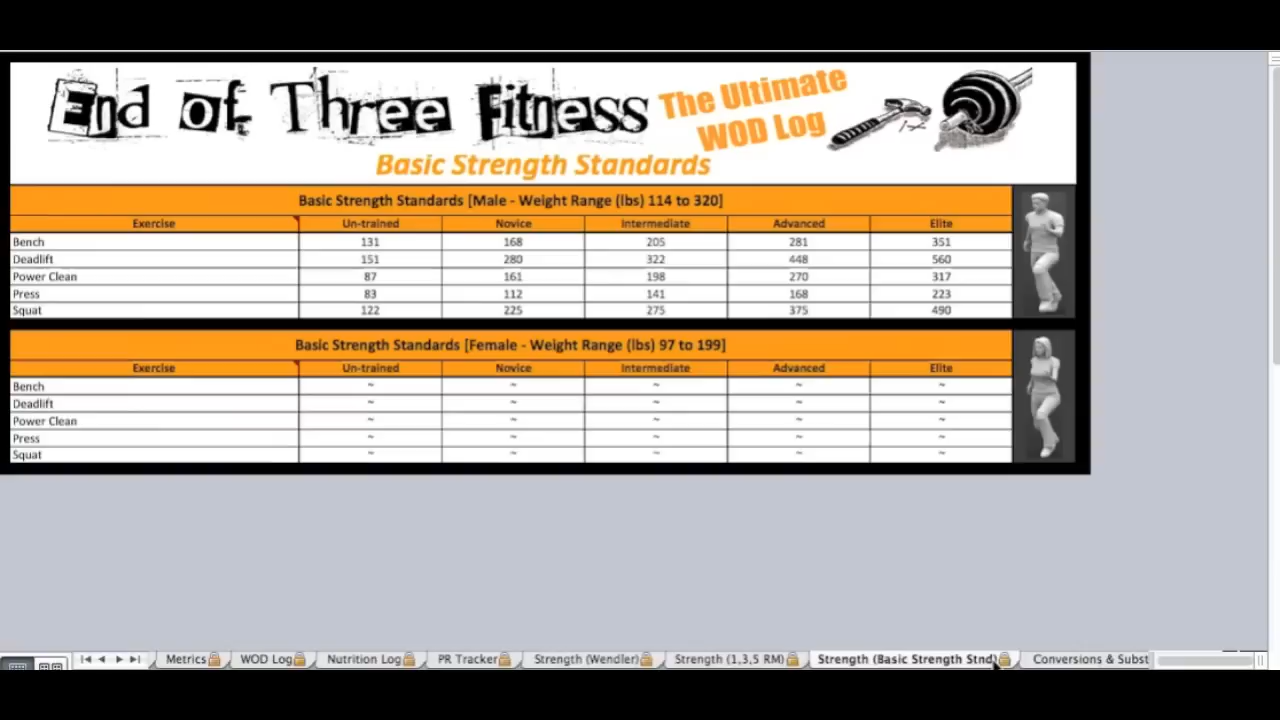 End of Three Fitness The Ultimate
WOD Log
Basic Strength Standards
Basic Strength Standards [Male - Weight Range (lbs) 114 to 320]
Exercise Un-trained Novice Intermediate Advanced Elite
Bench 131 168 205 281 351
Deadlift 151 280 322 448 560
Power Clean 87 161 198 270 317
Press 83 112 141 168 223
Squat 122 225 275 375 490
Basic Strength Standards [Female - Weight Range (lbs) 97 to 199]
Exercise Un-trained Novice Intermediate Advanced Elite
Bench ~ ~ ~ ~ ~
Deadlift ~ ~ ~ ~ ~
Power Clean ~ ~ ~ ~ ~
Press ~ ~ ~ ~ ~
Squat ~ ~ ~ ~ ~
Metrics WOD Log Nutrition Log PR Tracker Strength (Wendler) Strength (1,3,5 RM) Strength (Basic Strength Stnd) Conversions & Subst